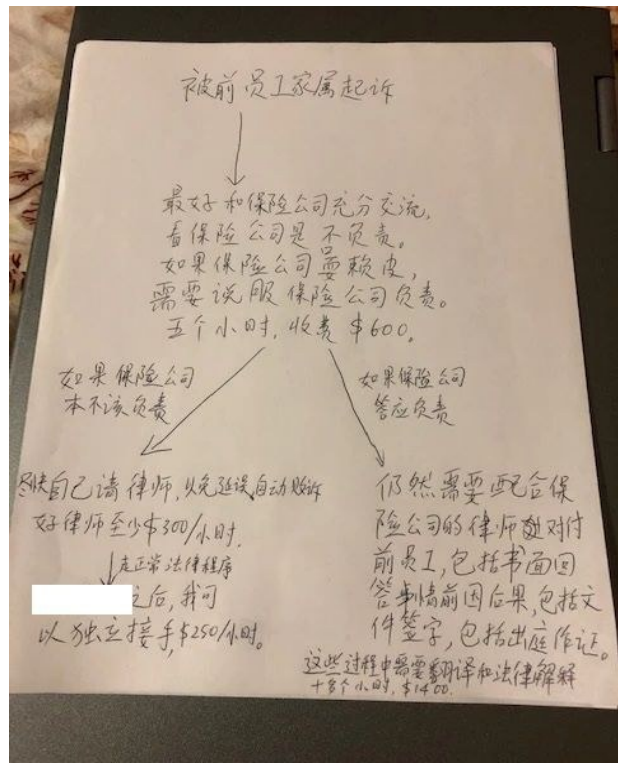 被前员工家属起诉
最好和保险公司充分交流,
看保险公司是不负责。
如果保险公司耍赖皮,
需要说服保险公司负责。
五个小时,收费$600。
如果保险公司
本不该负责
尽快自己请律师,以免延误自动败诉
好律师至少$300/小时。
走正常法律程序
之后,我可
以独立接手,$250/小时。
如果保险公司
答应负责
仍然需要配合保
险公司的律师对付
前员工,包括书面回
答事情前因后果,包括文
件签字,包括出庭作证。
这些过程中需要翻译和法律解释
十多个小时,$1400.